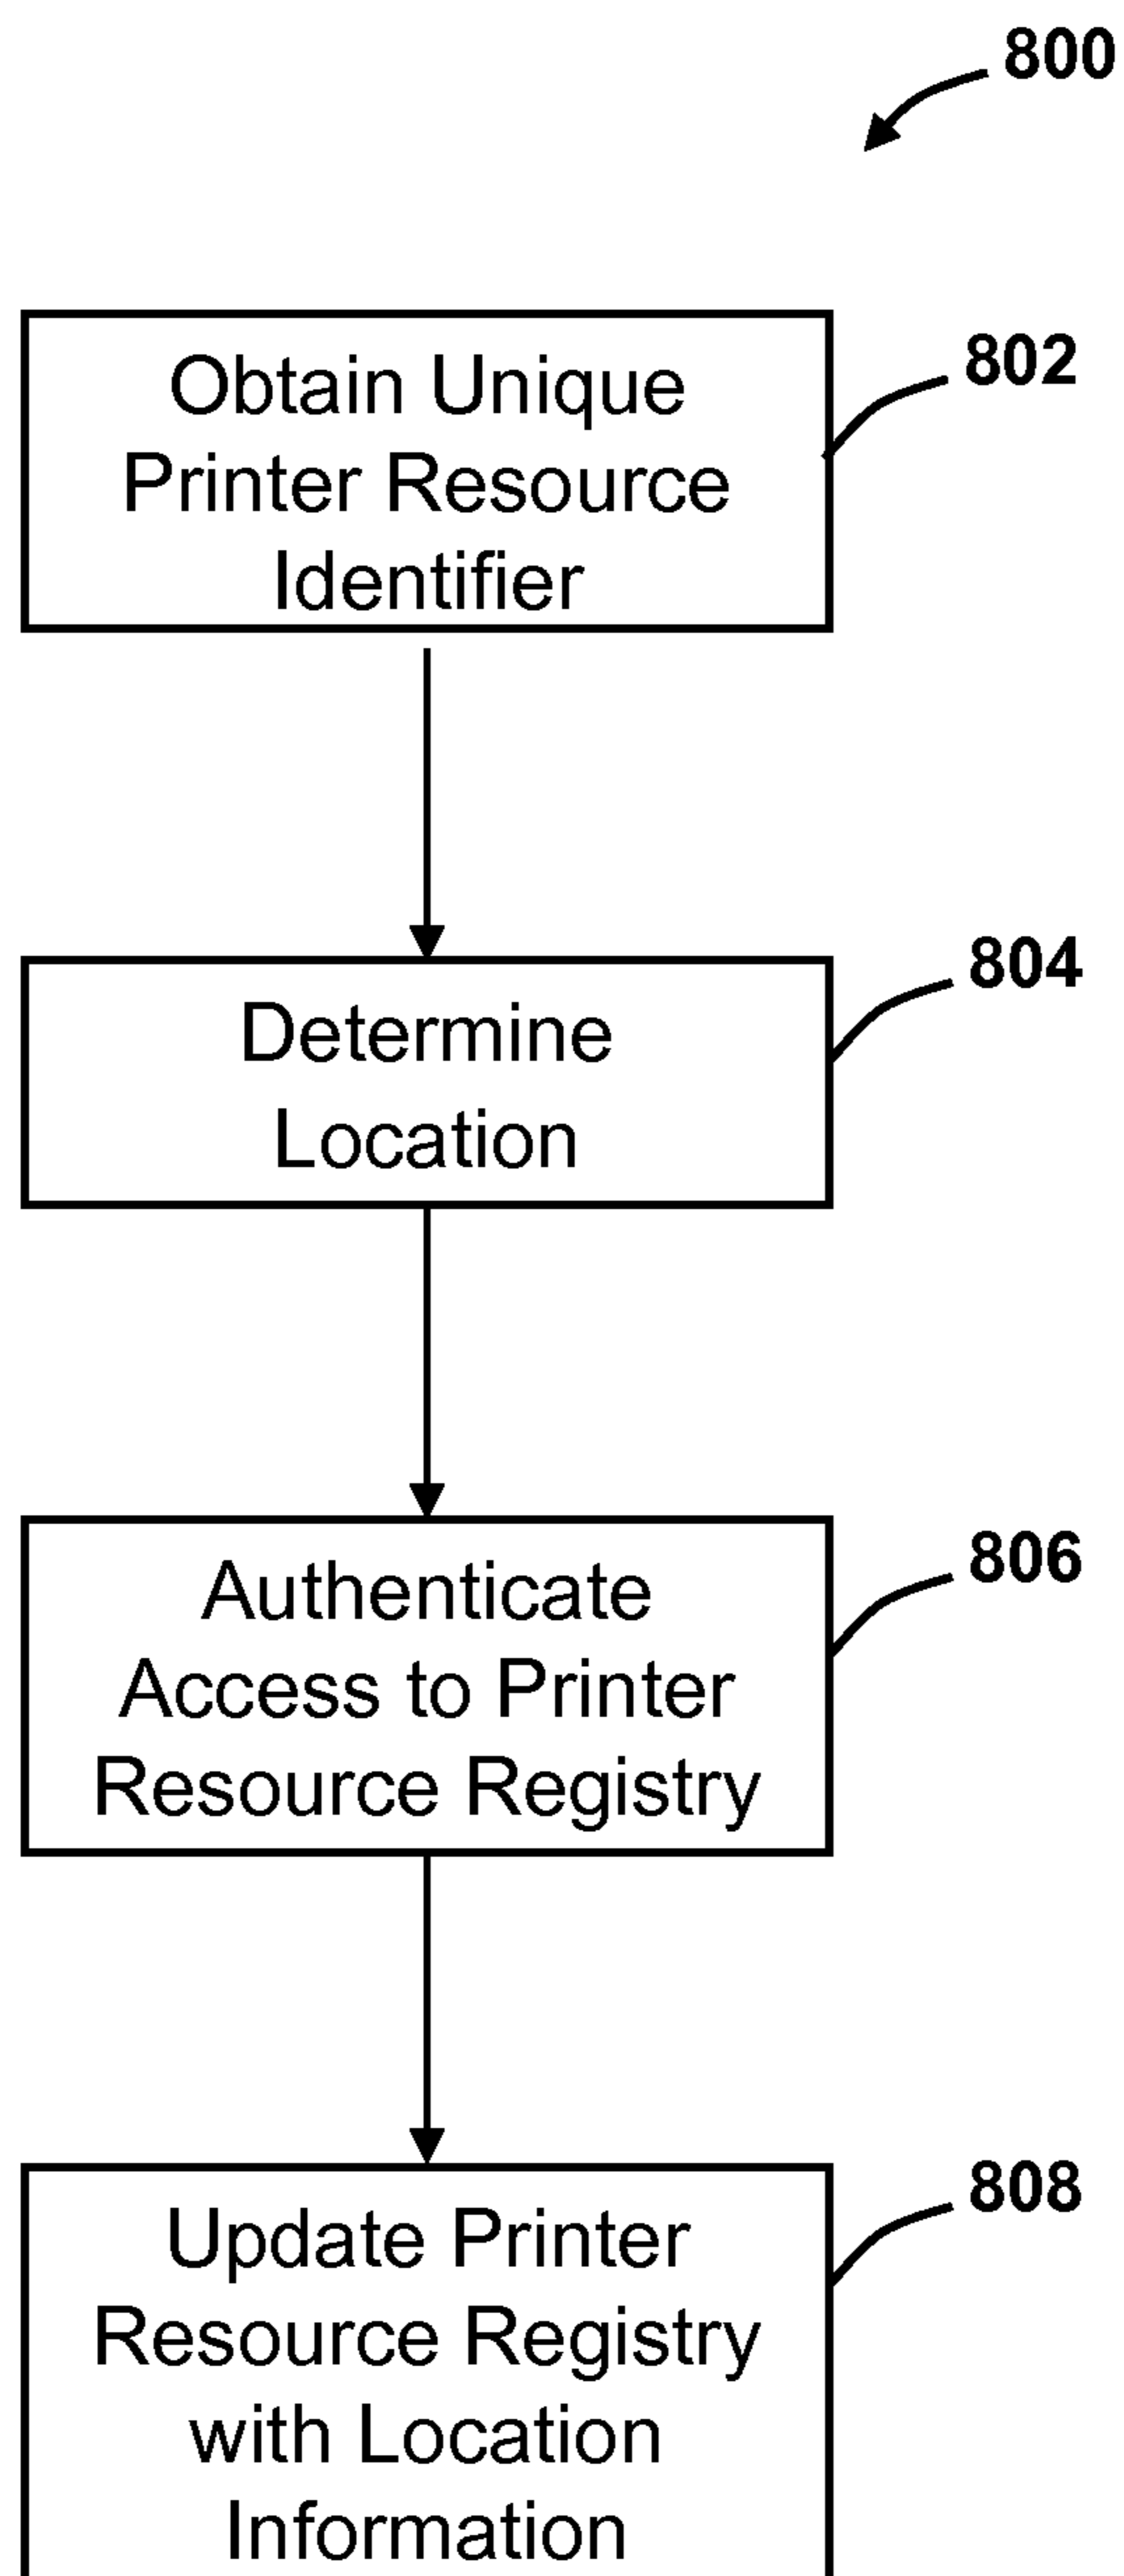 800
802
Obtain Unique
Printer Resource
Identifier
804
Determine
Location
806
Authenticate
Access to Printer
Resource Registry
808
Update Printer
Resource Registry
with Location
Information